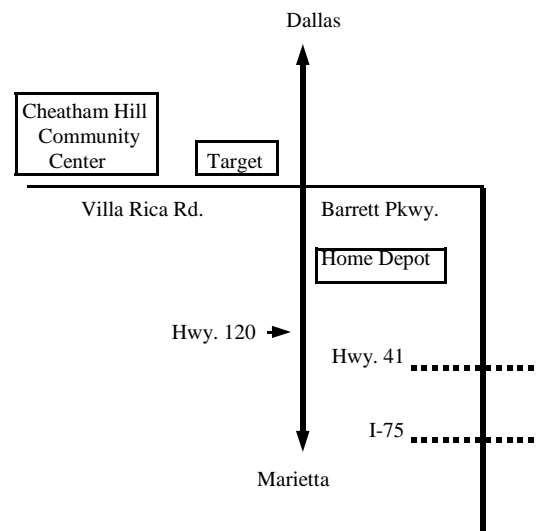 Dallas
Cheatham Hill
Community
Center
Target
Villa Rica Rd.
Barrett Pkwy.
Home Depot
Hwy. 120
Hwy. 41
I-75
Marietta